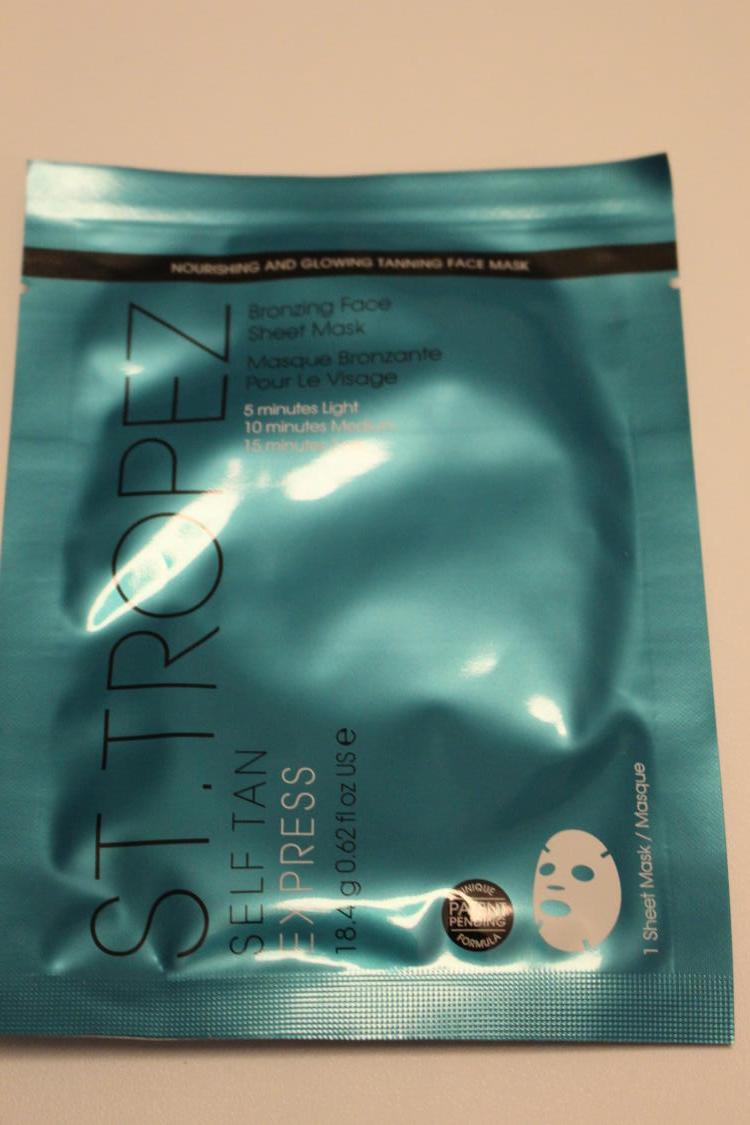 NOURISHING AND GLOWING TANNING FACE MASK
ST.TROPEZ
SELF TAN
EXPRESS
18.4 g 0.62 fl oz US e
Bronzing Face
Sheet Mask
Masque Bronzante
Pour Le Visage
5 minutes Light
10 minutes Medium
15 minutes
UNIQUE
PATENT
PENDING
FORMULA
1 Sheet Mask / Masque